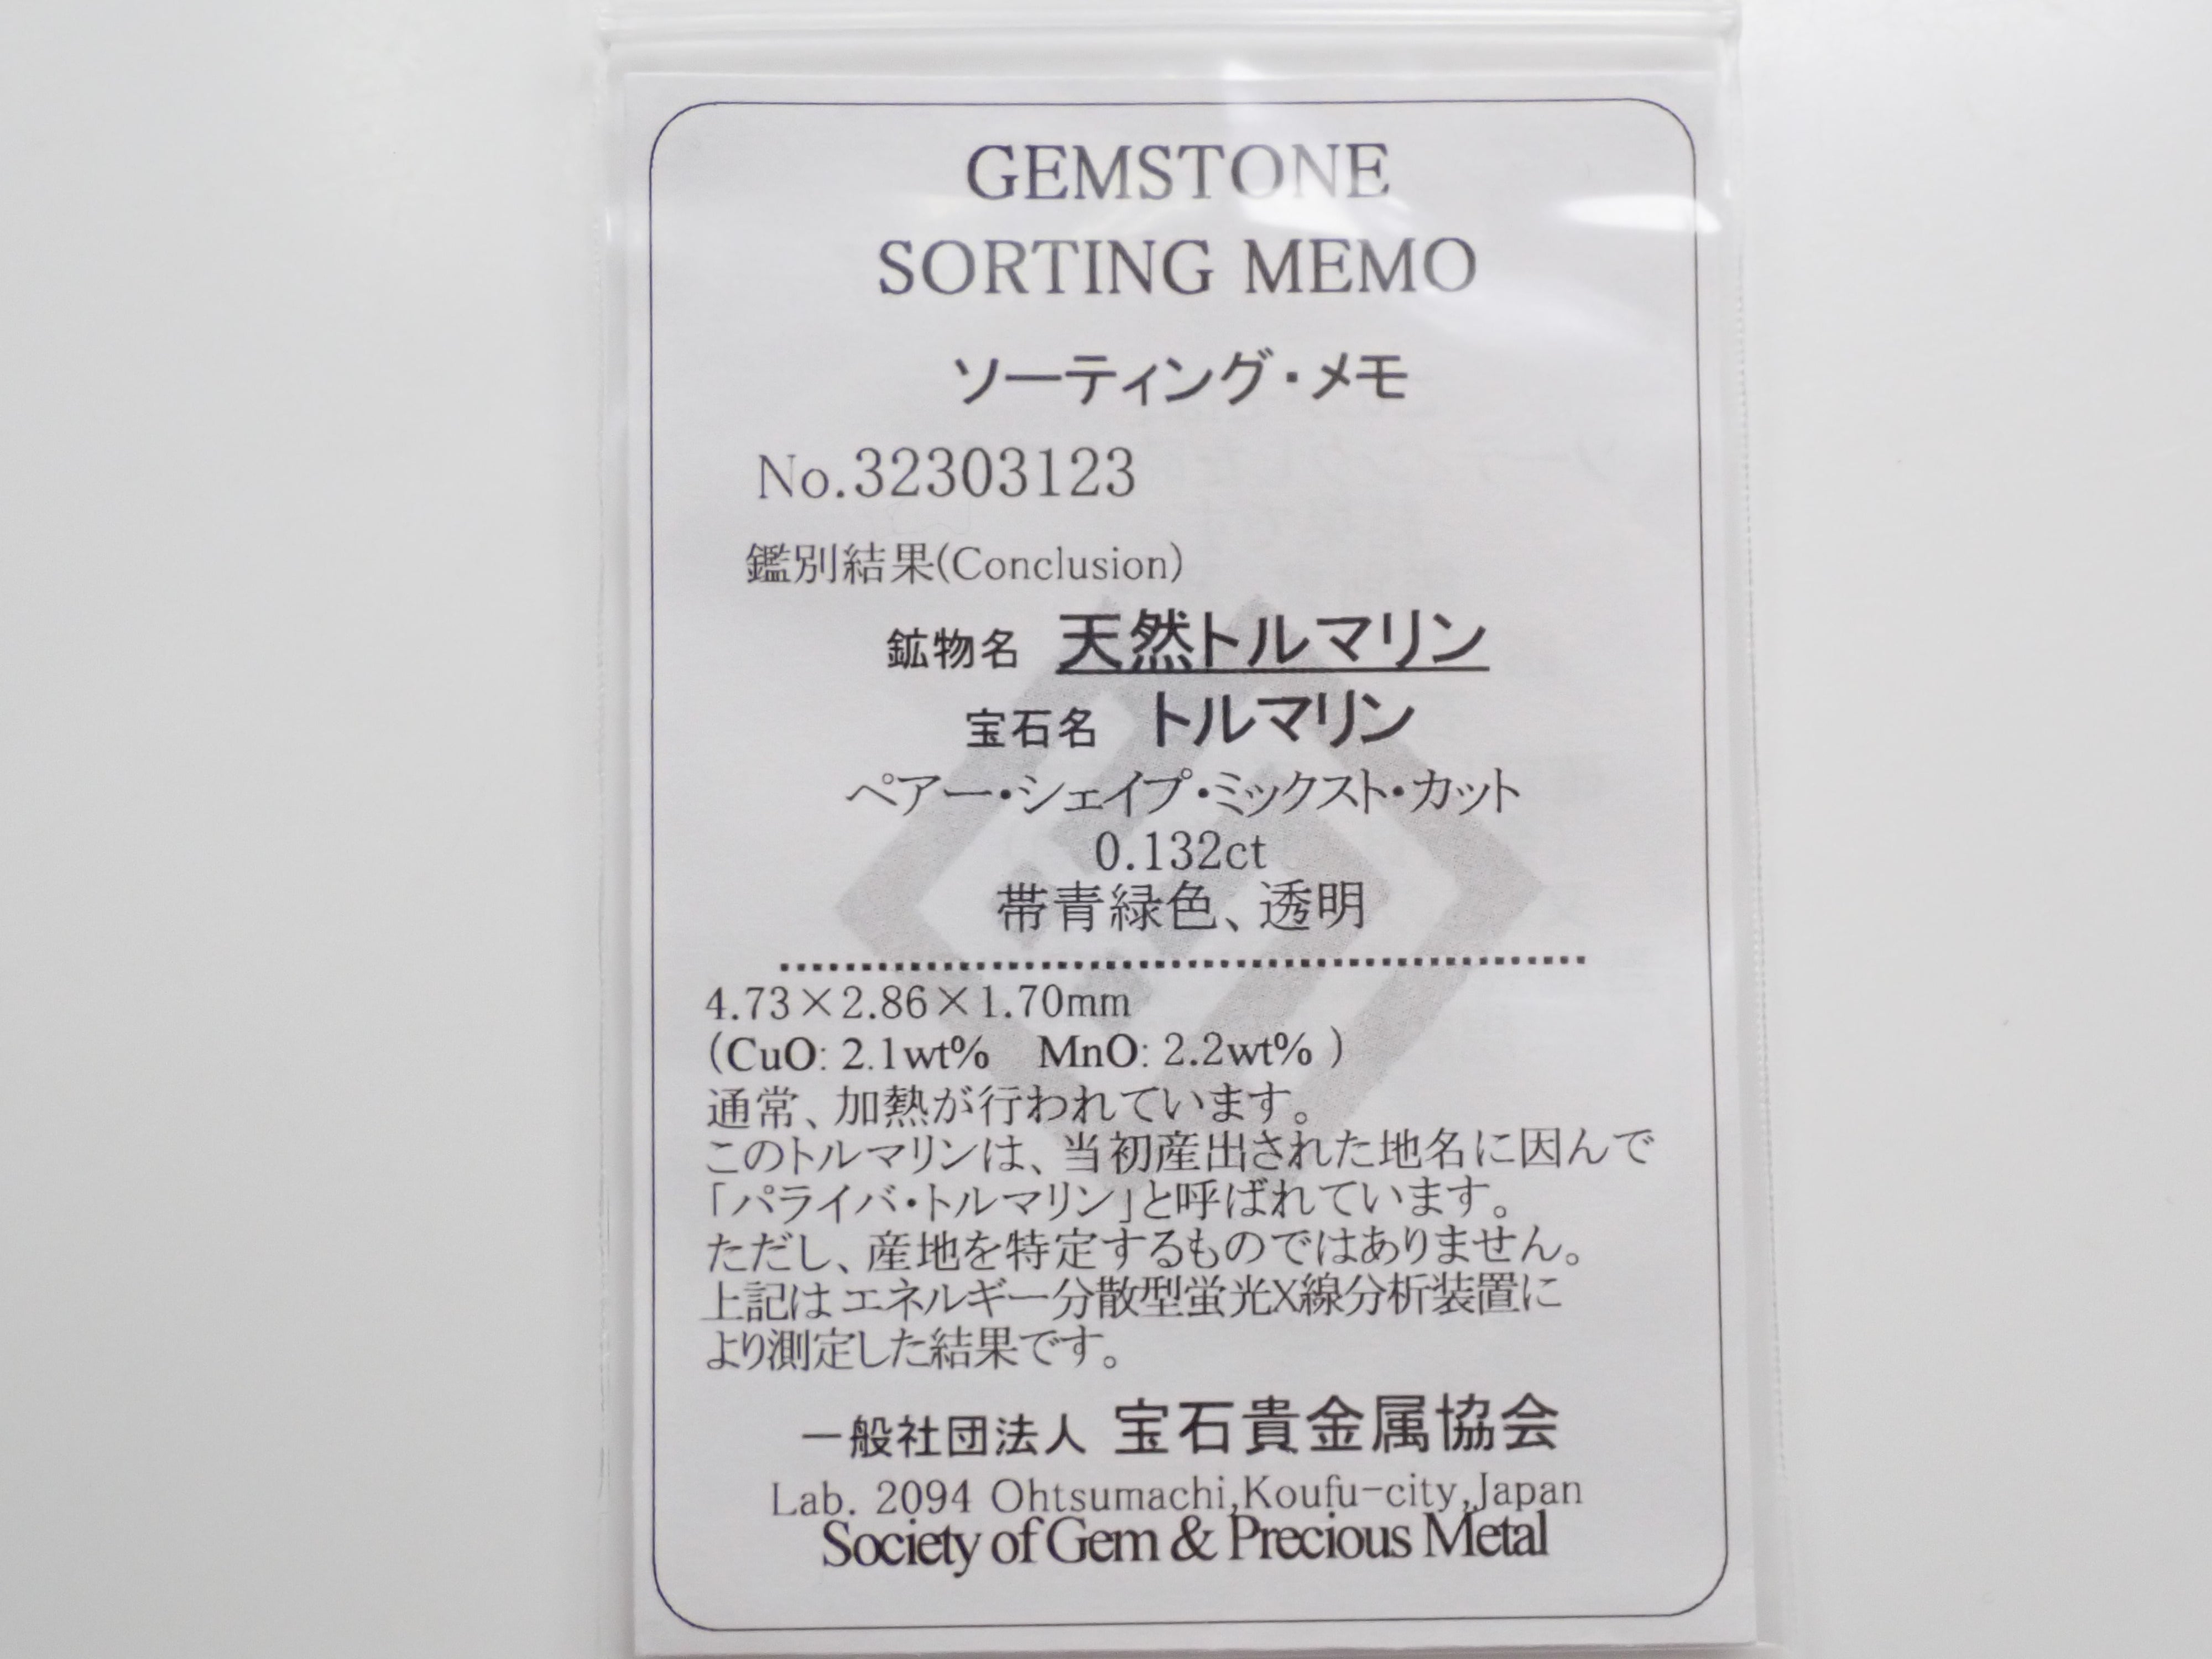 GEMSTONE
SORTING MEMO
ソーティング・メモ
No.32303123
鑑別結果(Conclusion)
鉱物名 天然トルマリン
宝石名 トルマリン
ペアー・シェイプ・ミックスト・カット
0.132ct
帯青緑色、透明
4.73×2.86×1.70mm
(CuO: 2.1wt% MnO: 2.2wt% )
通常、加熱が行われています。
このトルマリンは、当初産出された地名に因んで
「パライバ・トルマリン」と呼ばれています。
ただし、産地を特定するものではありません。
上記はエネルギー分散型蛍光X線分析装置に
より測定した結果です。
一般社団法人 宝石貴金属協会
Lab. 2094 Ohtsumachi,Koufu-city,Japan
Society of Gem & Precious Metal